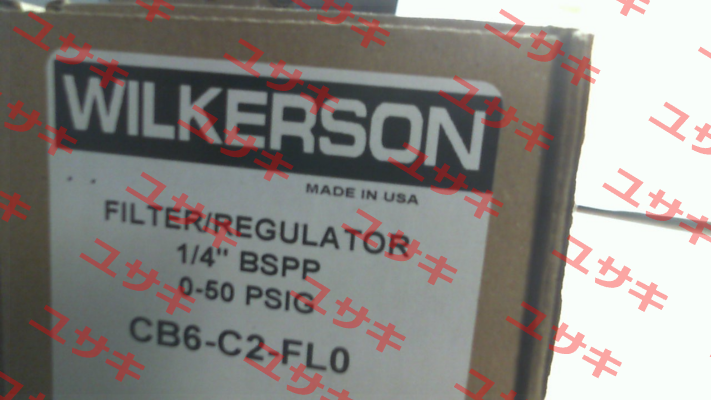 WILKERSON
MADE IN USA
FILTER/REGULATOR
1/4" BSPP
0-50 PSIG
CB6-C2-FL0
ユサキ